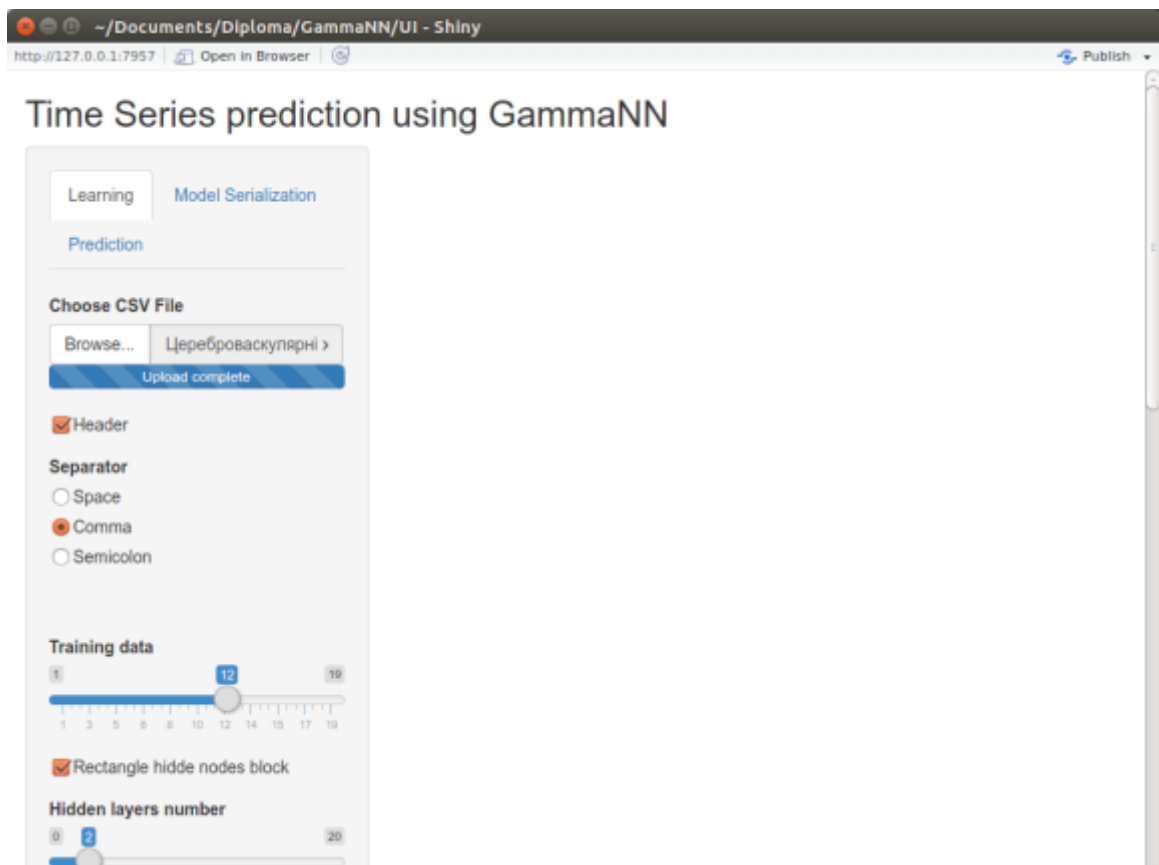 ~/Documents/Diploma/GammaNN/UI - Shiny
http://127.0.0.1:7957 Open in Browser Publish
Time Series prediction using GammaNN
Learning Model Serialization
Prediction
Choose CSV File
Browse... Цереброваскулярні
Upload complete
Header
Separator
Space
Comma
Semicolon
Training data
1 12 19
1 3 5 6 8 10 12 14 15 17 19
Rectangle hidde nodes block
Hidden layers number
0 2 20